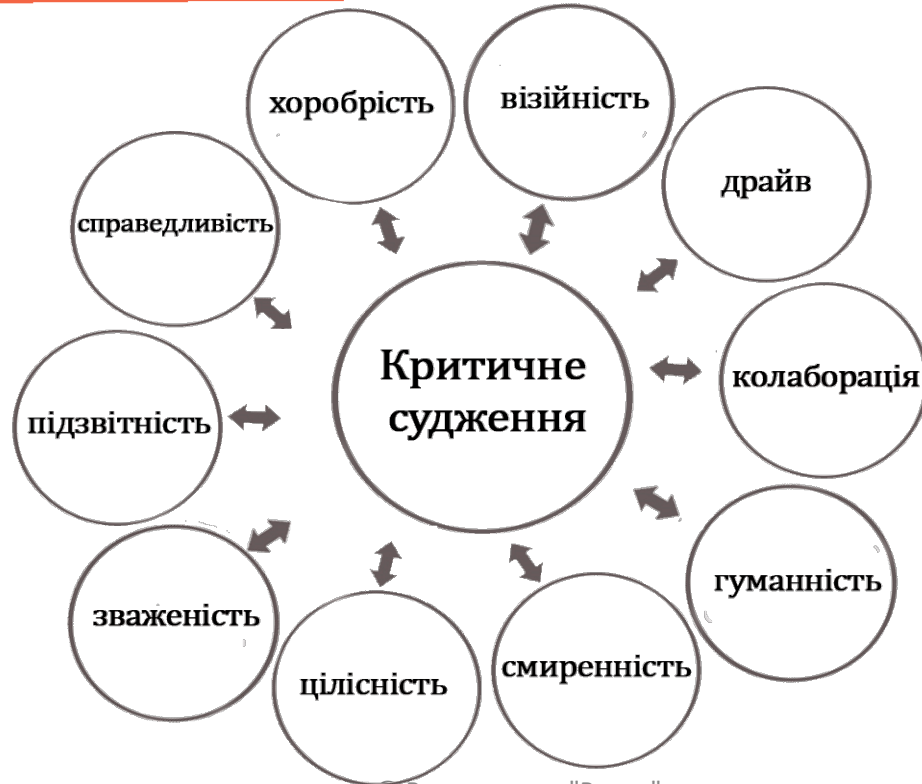 хоробрість
візійність
драйв
справедливість
колаборація
Критичне
судження
підзвітність
гуманність
зваженість
смиренність
цілісність